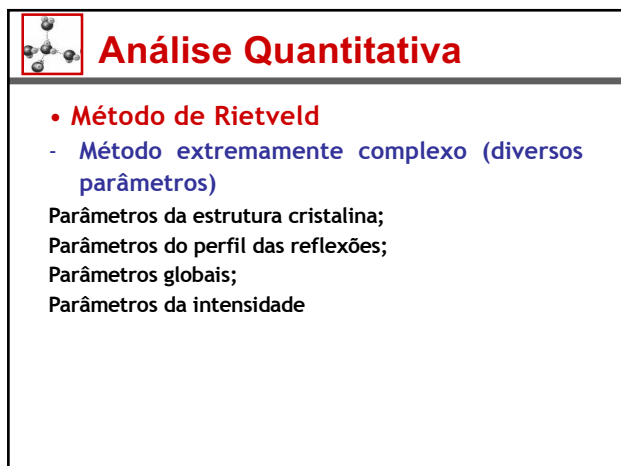 Análise Quantitativa
• Método de Rietveld
- Método extremamente complexo (diversos
parâmetros)
Parâmetros da estrutura cristalina;
Parâmetros do perfil das reflexões;
Parâmetros globais;
Parâmetros da intensidade